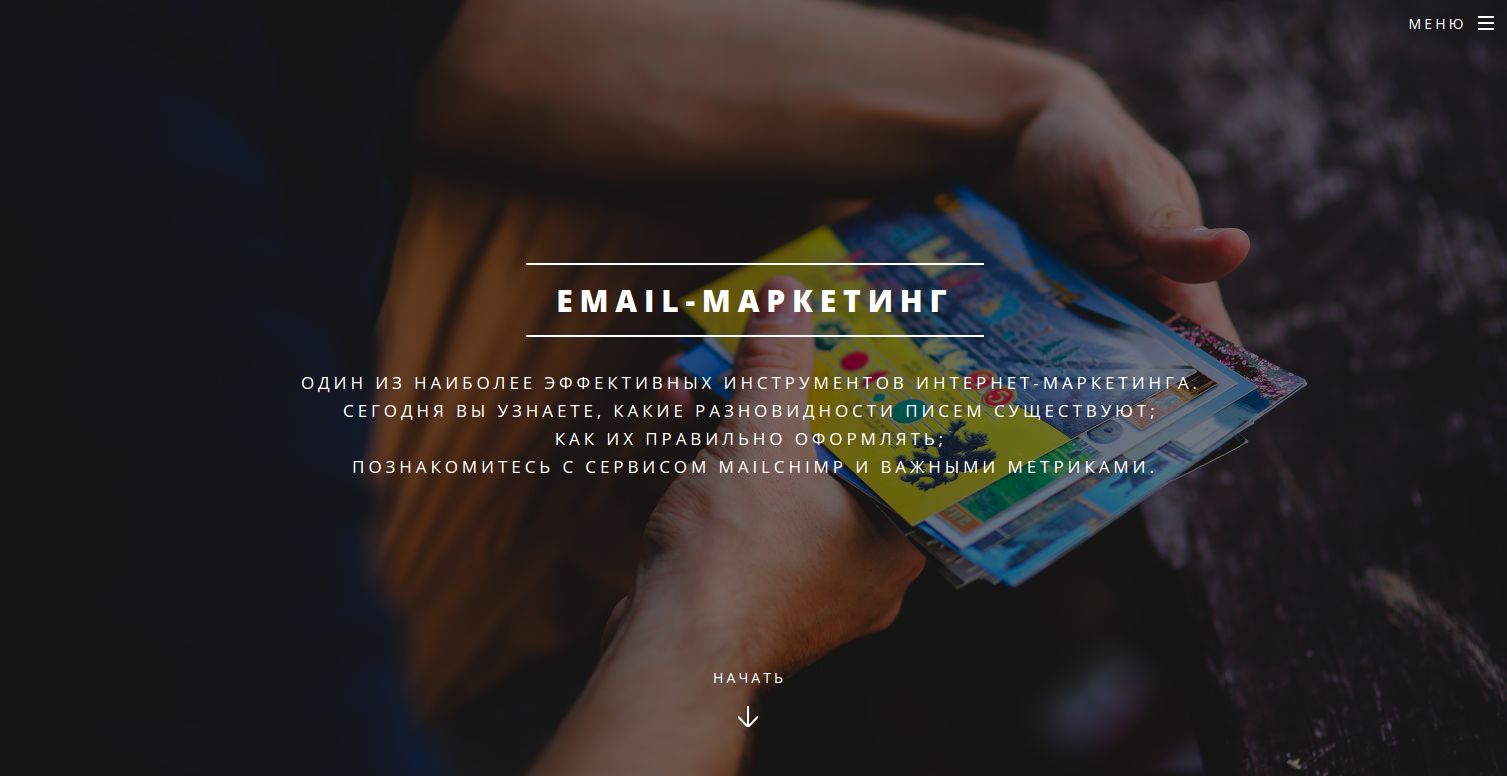 МЕНЮ
EMAIL-МАРКЕТИНГ
ОДИН ИЗ НАИБОЛЕЕ ЭФФЕКТИВНЫХ ИНСТРУМЕНТОВ ИНТЕРНЕТ-МАРКЕТИНГА.
СЕГОДНЯ ВЫ УЗНАЕТЕ, КАКИЕ РАЗНОВИДНОСТИ ПИСЕМ СУЩЕСТВУЮТ;
КАК ИХ ПРАВИЛЬНО ОФОРМЛЯТЬ;
ПОЗНАКОМИТЕСЬ С СЕРВИСОМ MAILCHIMP И ВАЖНЫМИ МЕТРИКАМИ.
НАЧАТЬ